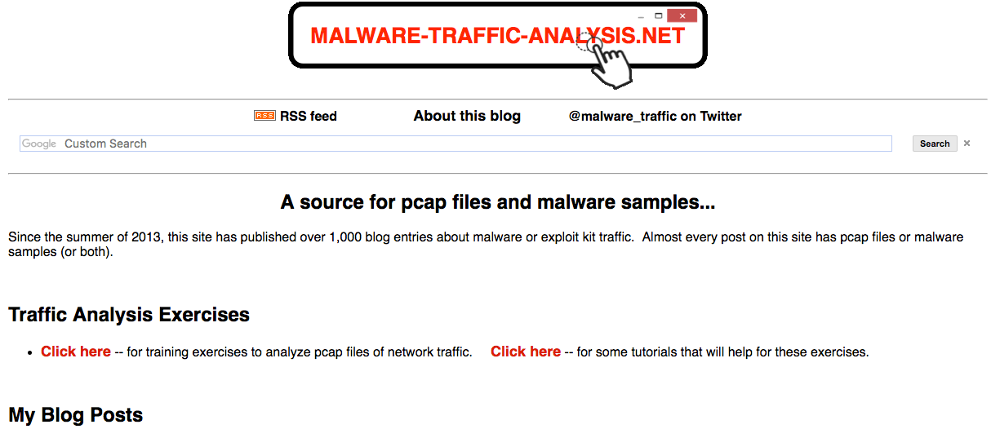 MALWARE-TRAFFIC-ANALYSIS.NET
RSS RSS feed About this blog @malware_traffic on Twitter
Google Custom Search Search ×
A source for pcap files and malware samples...
Since the summer of 2013, this site has published over 1,000 blog entries about malware or exploit kit traffic.  Almost every post on this site has pcap files or malware
samples (or both).
Traffic Analysis Exercises
• Click here -- for training exercises to analyze pcap files of network traffic. Click here -- for some tutorials that will help for these exercises.
My Blog Posts